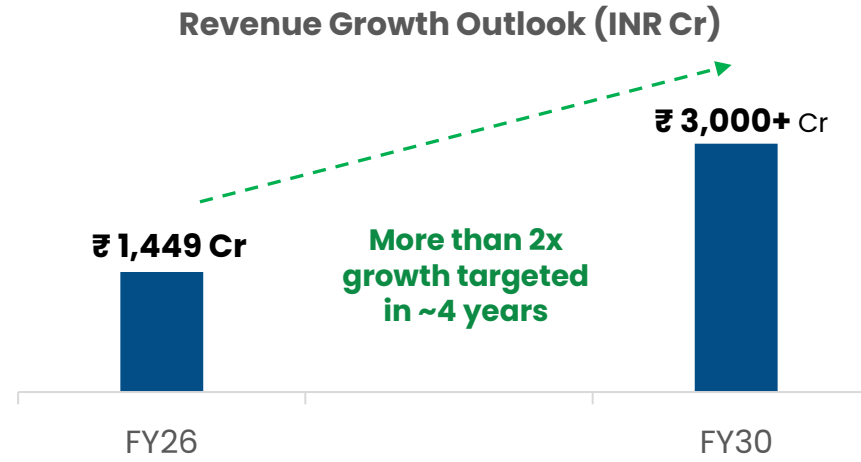 Revenue Growth Outlook (INR Cr)
₹ 3,000+ Cr
₹ 1,449 Cr
More than 2x
growth targeted
in ~4 years
FY26
FY30